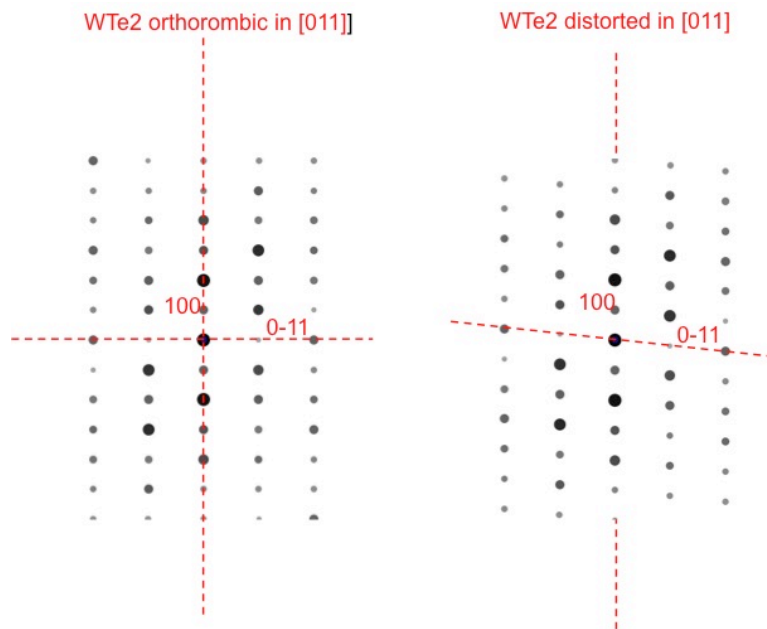 WTe2 orthorombic in [011]]
WTe2 distorted in [011]
100
0-11
100
0-11